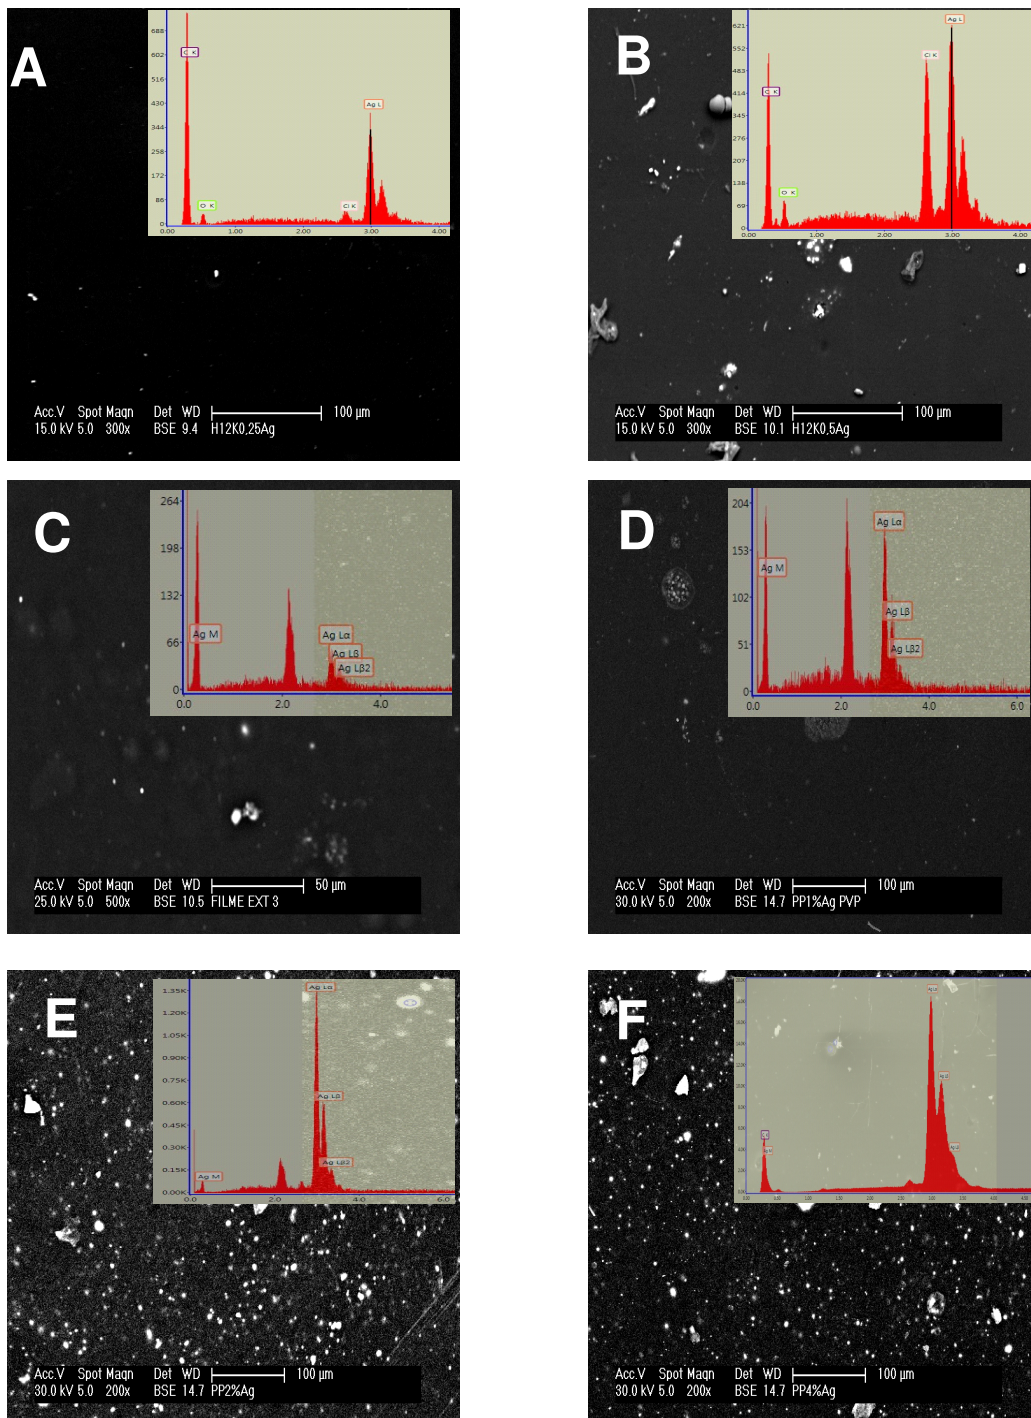 A
688
602
516
430
344
258
172
86
0
C K
O K
Cl K
Ag L
0.00 1.00 2.00 3.00 4.00
Acc.V Spot Magn Det WD 100 µm
15.0 kV 5.0 300x BSE 9.4 H12K0,25Ag
B
621
552
483
414
345
276
207
138
69
0
C K
O K
Cl K
Ag L
0.00 1.00 2.00 3.00 4.00
Acc.V Spot Magn Det WD 100 µm
15.0 kV 5.0 300x BSE 10.1 H12K0,5Ag
C
264
198
132
66
0
Ag M
Ag Lα
Ag Lβ
Ag Lβ2
0.0 2.0 4.0
Acc.V Spot Magn Det WD 50 µm
25.0 kV 5.0 500x BSE 10.5 FILME EXT 3
D
204
153
102
51
0
Ag M
Ag Lα
Ag Lβ
Ag Lβ2
0.0 2.0 4.0 6.0
Acc.V Spot Magn Det WD 100 µm
30.0 kV 5.0 200x BSE 14.7 PP1%Ag PVP
E
1.35K
1.20K
1.05K
0.90K
0.75K
0.60K
0.45K
0.30K
0.15K
0.00K
Ag M
Ag Lα
Ag Lβ
Ag Lβ2
0.0 2.0 4.0 6.0
Acc.V Spot Magn Det WD 100 µm
30.0 kV 5.0 200x BSE 14.7 PP2%Ag
F
Acc.V Spot Magn Det WD 100 µm
30.0 kV 5.0 200x BSE 14.7 PP4%Ag